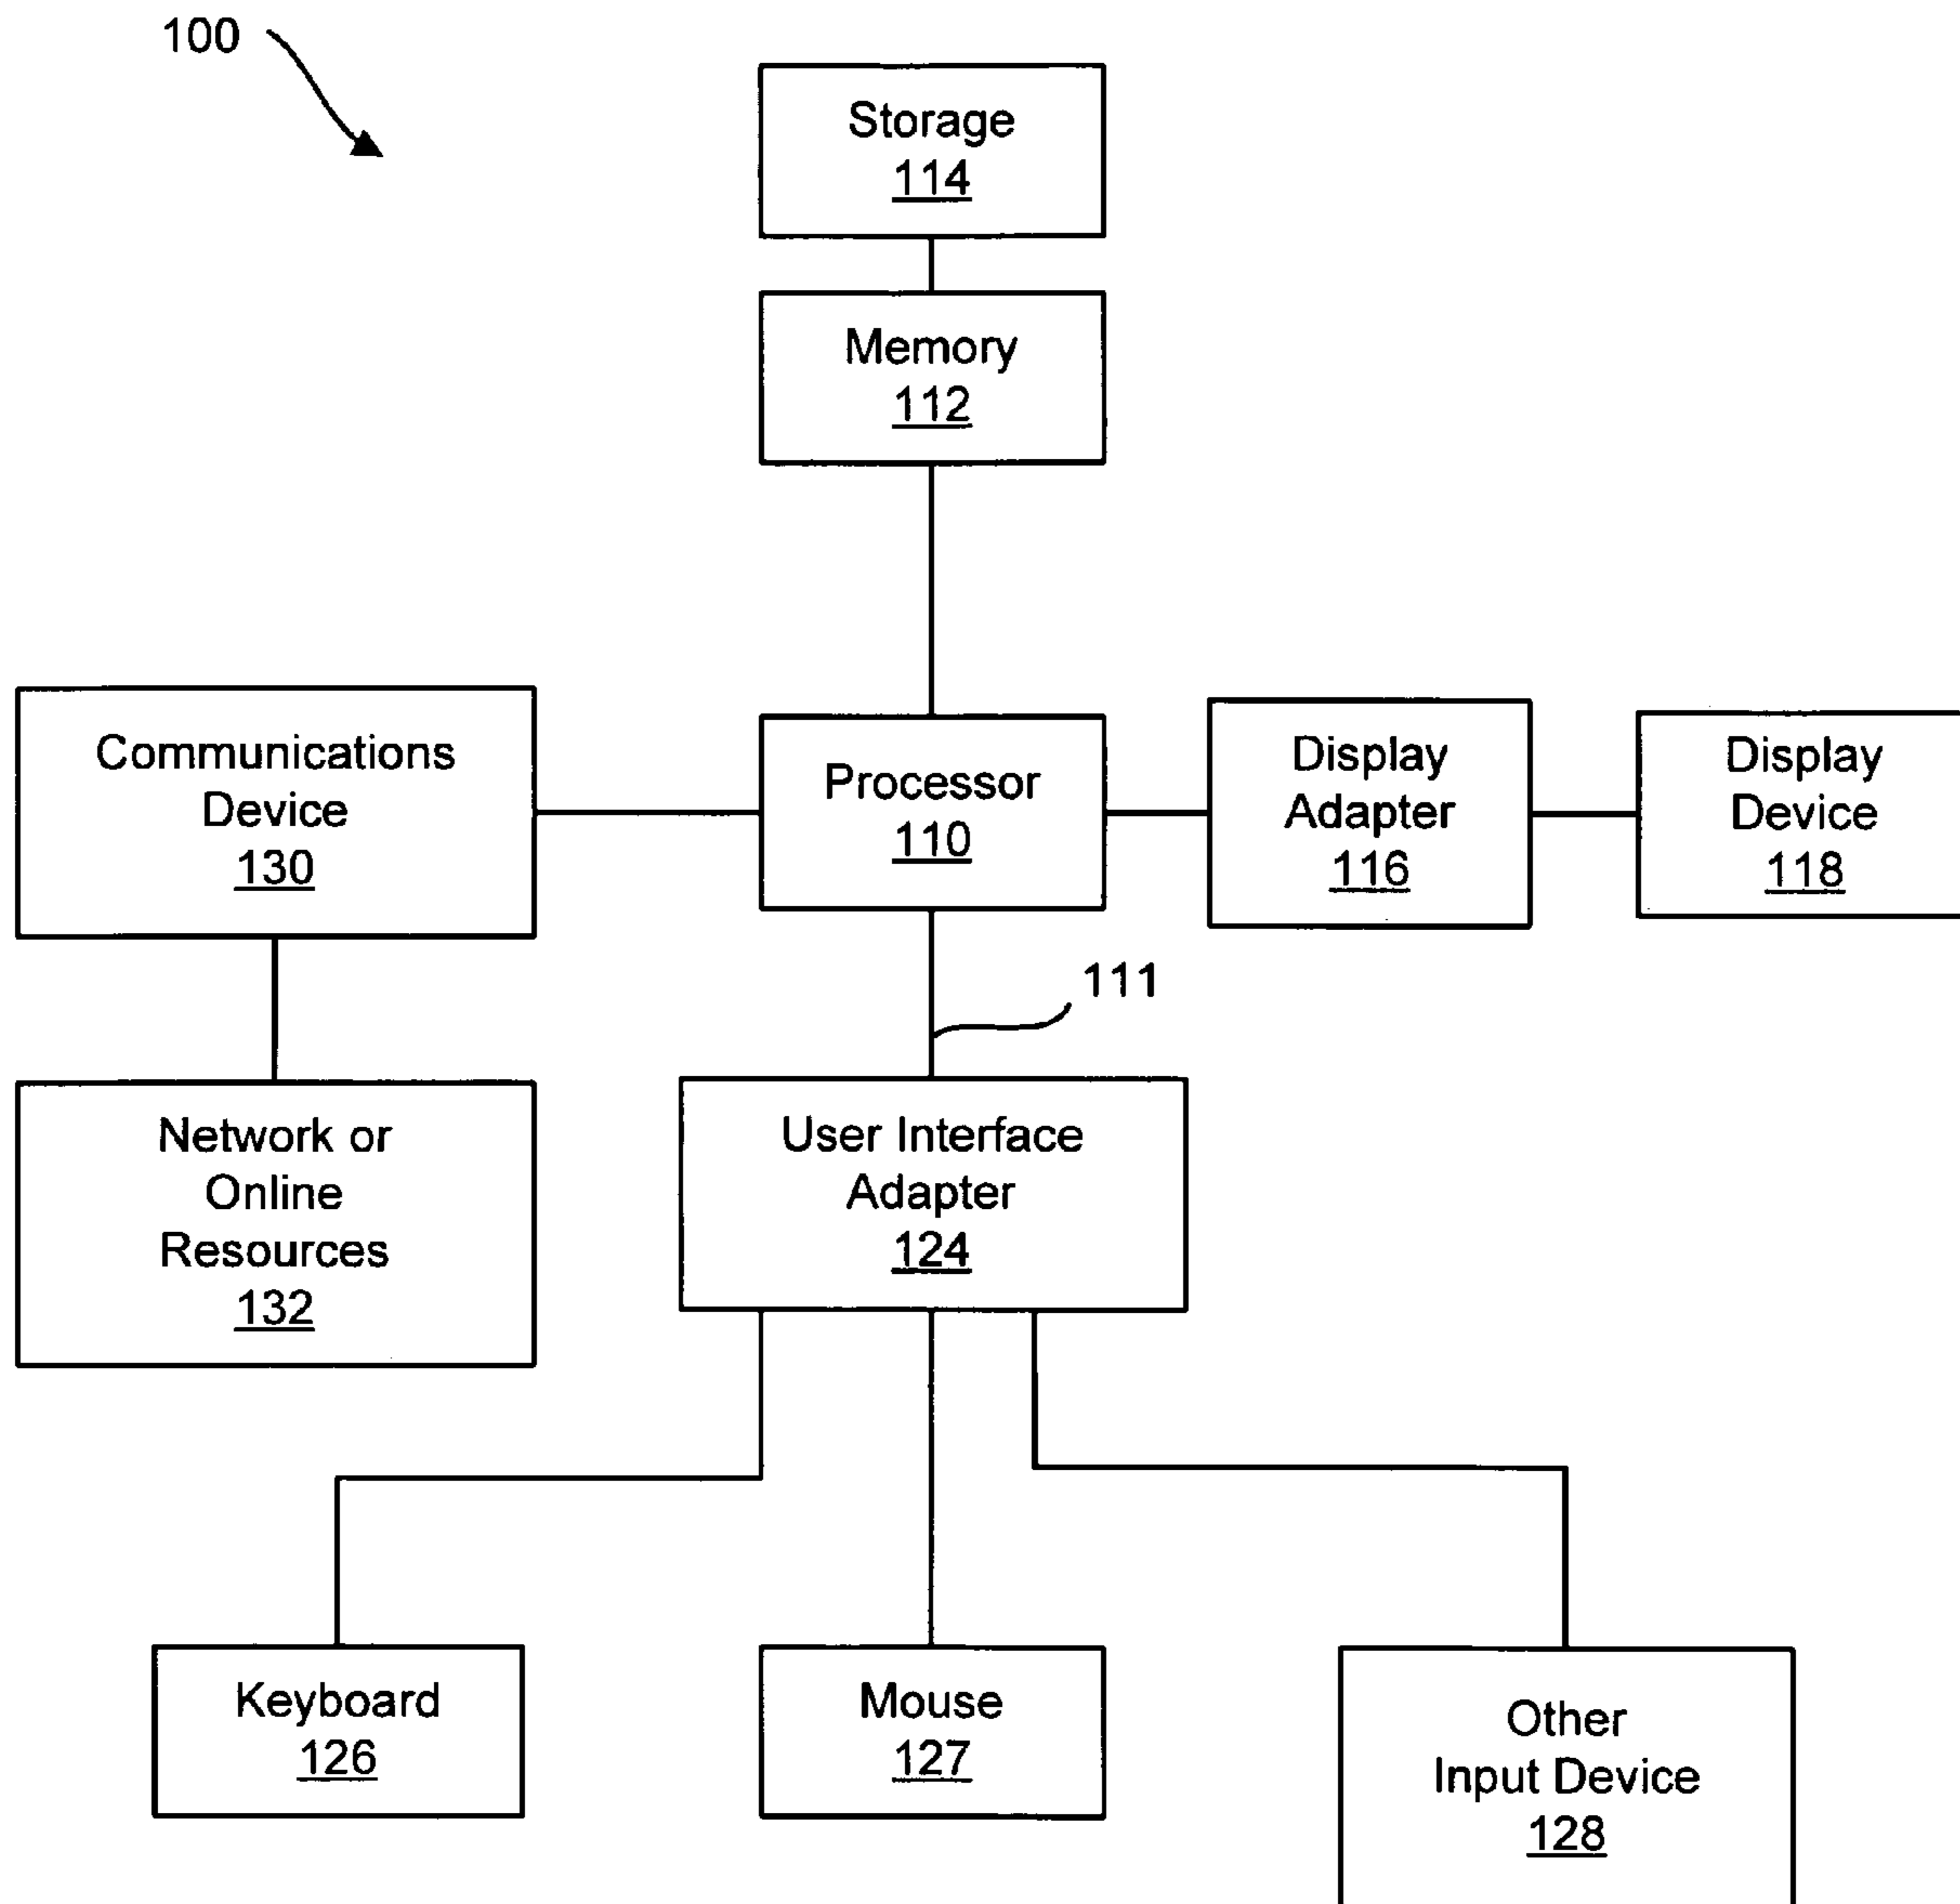 100
Storage
114
Memory
112
Communications
Device
130
Processor
110
Display
Adapter
116
Display
Device
118
111
Network or
Online
Resources
132
User Interface
Adapter
124
Keyboard
126
Mouse
127
Other
Input Device
128